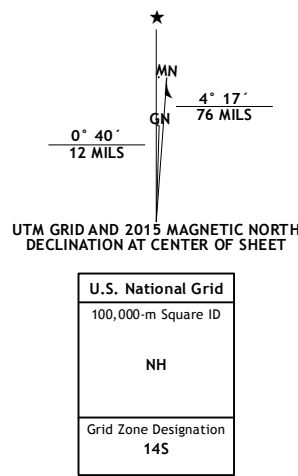 ★
MN
GN
4° 17´
76 MILS
0° 40´
12 MILS
UTM GRID AND 2015 MAGNETIC NORTH
DECLINATION AT CENTER OF SHEET
U.S. National Grid
100,000-m Square ID
NH
Grid Zone Designation
14S